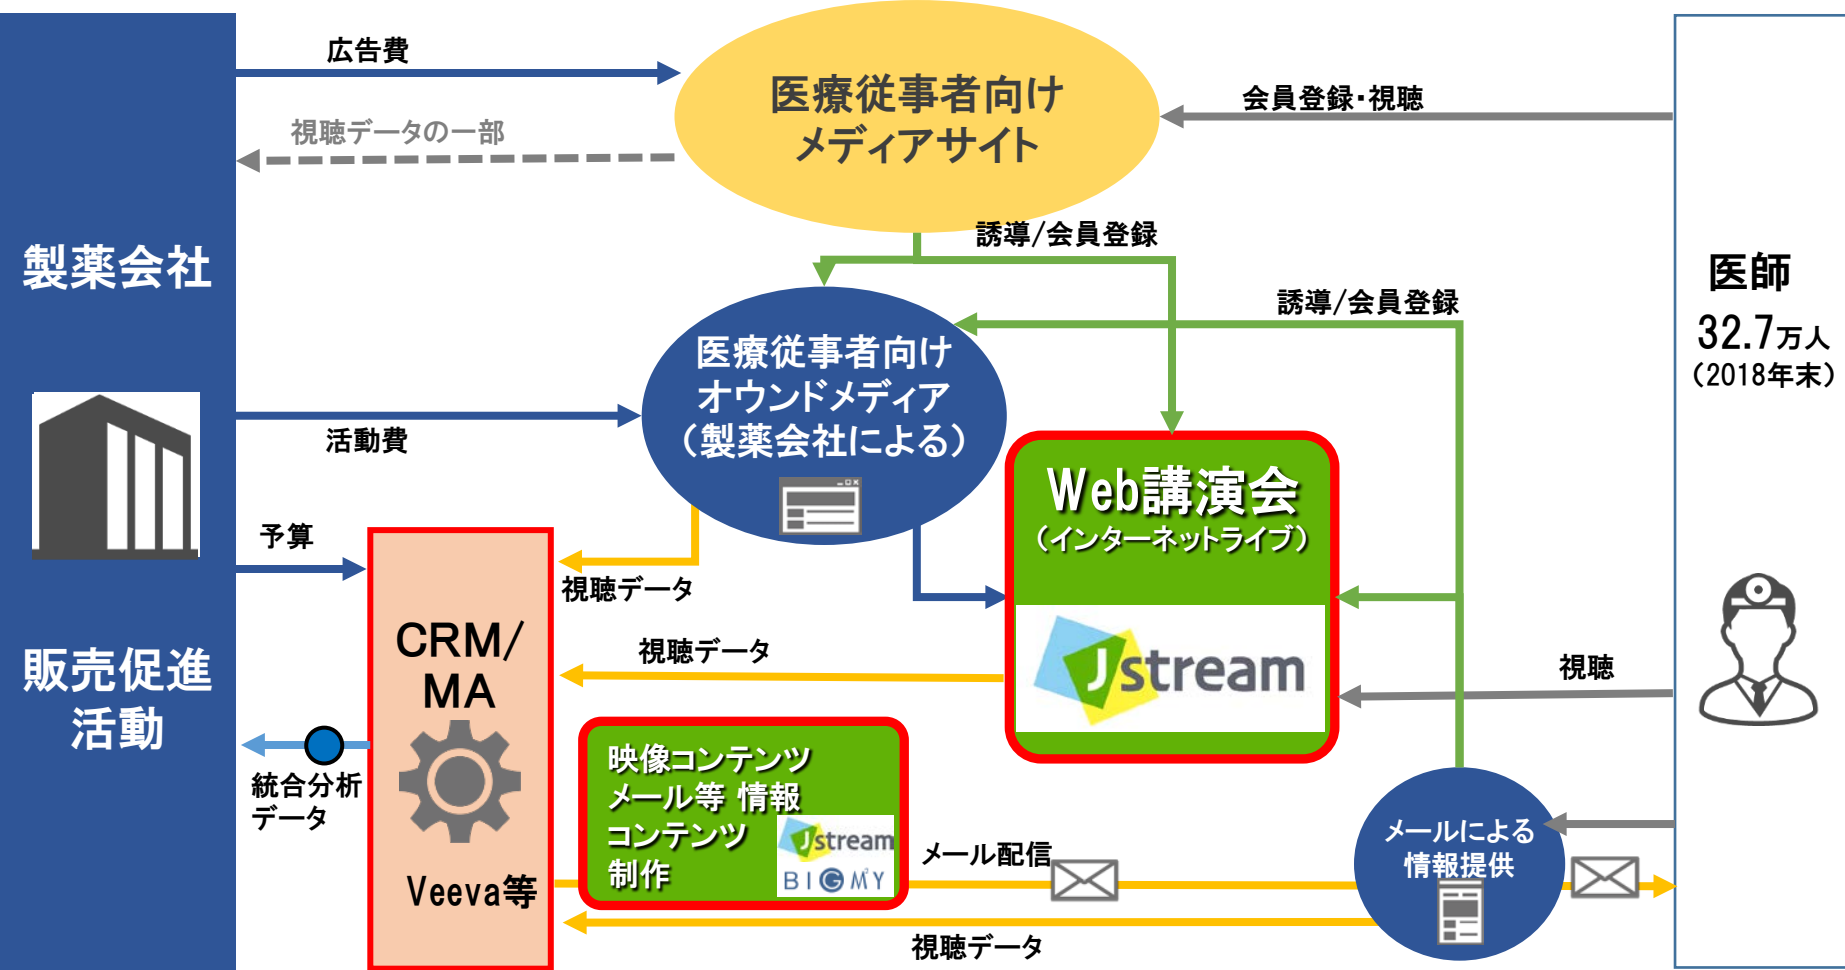 広告費
視聴データの一部
医療従事者向け
メディアサイト
会員登録・視聴
誘導/会員登録
誘導/会員登録
製薬会社
販売促進
活動
医師
32.7万人
（2018年末）
医療従事者向け
オウンドメディア
（製薬会社による）
活動費
予算
視聴データ
Web講演会
（インターネットライブ）
Jstream
視聴データ
視聴
CRM/
MA
Veeva等
統合分析
データ
映像コンテンツ
メール等 情報
コンテンツ
制作
Jstream
BIGM2Y
メール配信
メールによる
情報提供
視聴データ